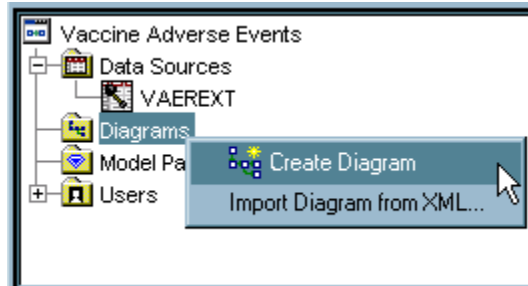 Vaccine Adverse Events
Data Sources
VAEREXT
Diagrams
Create Diagram
Model Pa
Import Diagram from XML...
Users